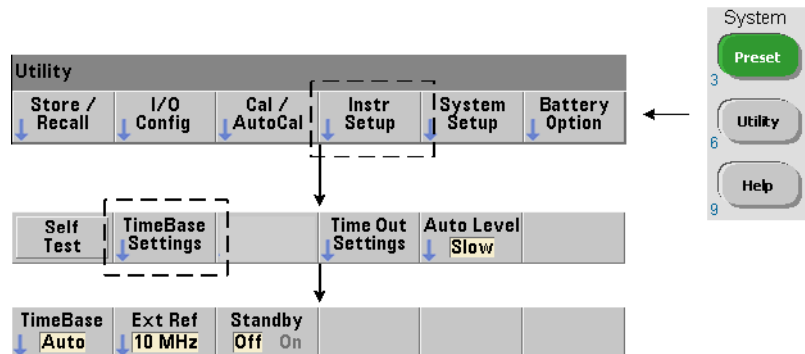 System
Preset
3
Utility
6
Help
9
Utility
Store / Recall
I/O Config
Cal / AutoCal
Instr Setup
System Setup
Battery Option
Self Test
TimeBase Settings
Time Out Settings
Auto Level
Slow
TimeBase
Auto
Ext Ref
10 MHz
Standby
Off On